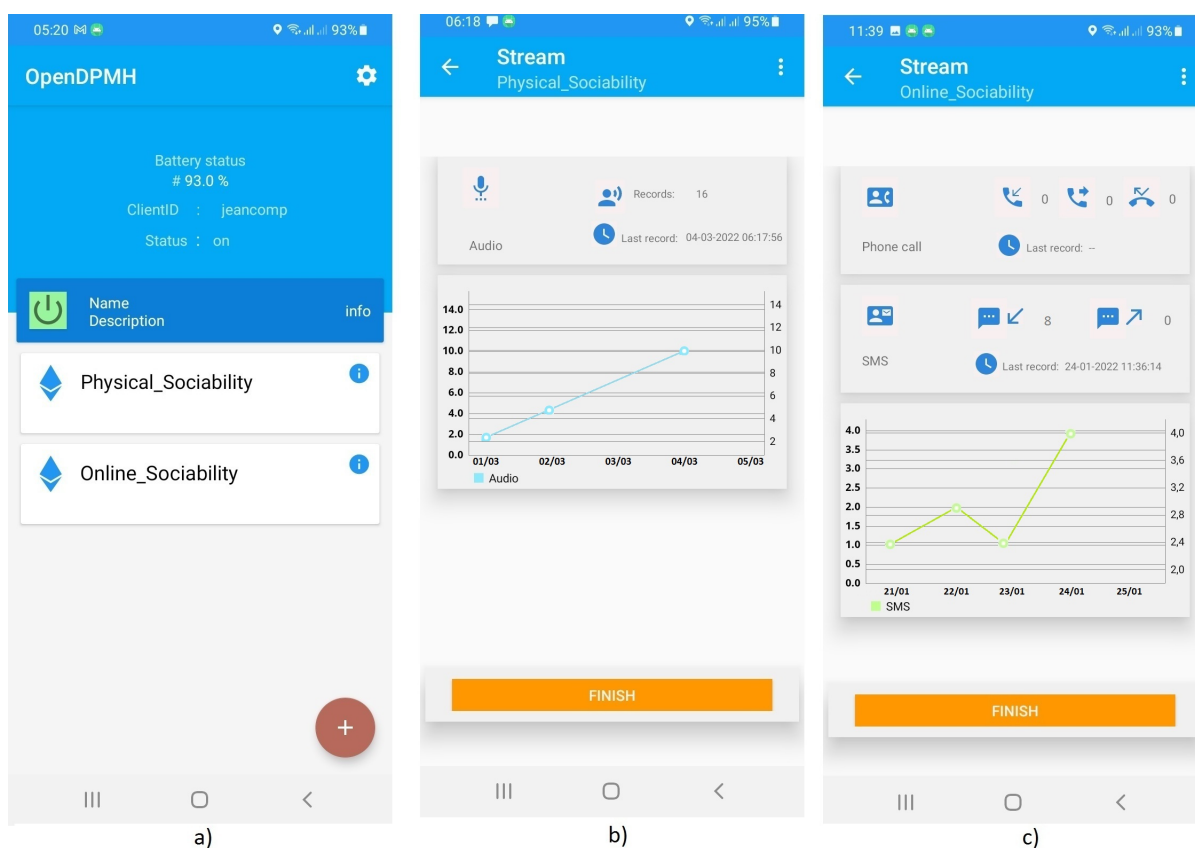 05:20 93%
OpenDPMH
Battery status
# 93.0 %
ClientID : jeancomp
Status : on
Name
Description
info
Physical_Sociability
Online_Sociability
+
a)
06:18 95%
Stream
Physical_Sociability
Records: 16
Audio
Last record: 04-03-2022 06:17:56
14.0 14
12.0 12
10.0 10
8.0 8
6.0 6
4.0 4
2.0 2
0.0
01/03 02/03 03/03 04/03 05/03
Audio
FINISH
b)
11:39 93%
Stream
Online_Sociability
0 0 0
Phone call
Last record: --
8 0
SMS
Last record: 24-01-2022 11:36:14
4.0 4,0
3.5 3,6
3.0
2.5 3,2
2.0 2,8
1.5
1.0 2,4
0.5 2,0
0.0
21/01 22/01 23/01 24/01 25/01
SMS
FINISH
c)